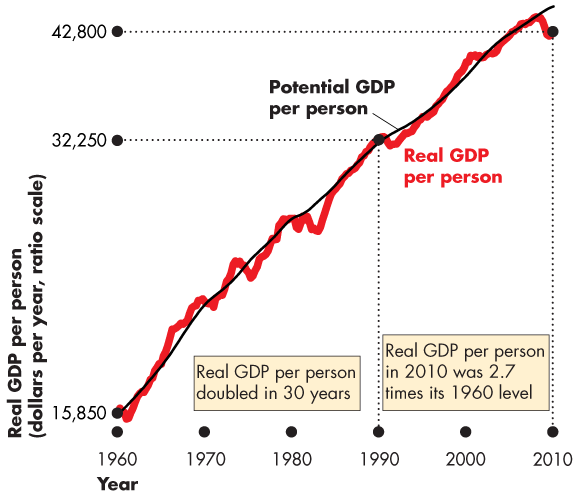 42,800
Potential GDP
per person
32,250
Real GDP
per person
Real GDP per person
(dollars per year, ratio scale)
Real GDP per person
in 2010 was 2.7
times its 1960 level
Real GDP per person
doubled in 30 years
15,850
1960 1970 1980 1990 2000 2010
Year